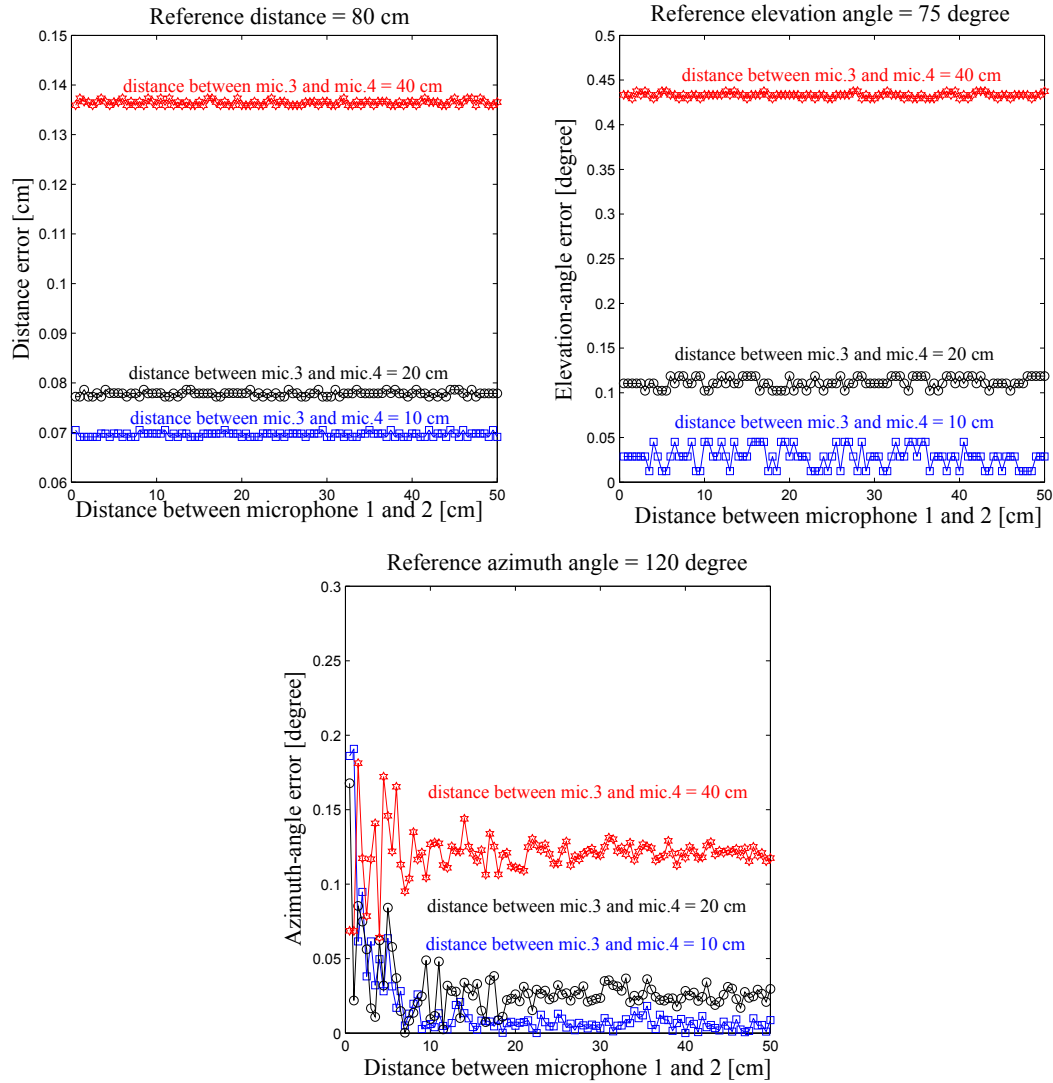 Reference distance = 80 cm
0.15
0.14
0.13
0.12
0.11
0.1
0.09
0.08
0.07
0.06
Distance error [cm]
distance between mic.3 and mic.4 = 40 cm
distance between mic.3 and mic.4 = 20 cm
distance between mic.3 and mic.4 = 10 cm
0 10 20 30 40 50
Distance between microphone 1 and 2 [cm]
Reference elevation angle = 75 degree
0.5
0.45
0.4
0.35
0.3
0.25
0.2
0.15
0.1
0.05
0
Elevation-angle error [degree]
distance between mic.3 and mic.4 = 40 cm
distance between mic.3 and mic.4 = 20 cm
distance between mic.3 and mic.4 = 10 cm
0 10 20 30 40 50
Distance between microphone 1 and 2 [cm]
Reference azimuth angle = 120 degree
0.3
0.25
0.2
0.15
0.1
0.05
0
Azimuth-angle error [degree]
distance between mic.3 and mic.4 = 40 cm
distance between mic.3 and mic.4 = 20 cm
distance between mic.3 and mic.4 = 10 cm
0 10 20 30 40 50
Distance between microphone 1 and 2 [cm]